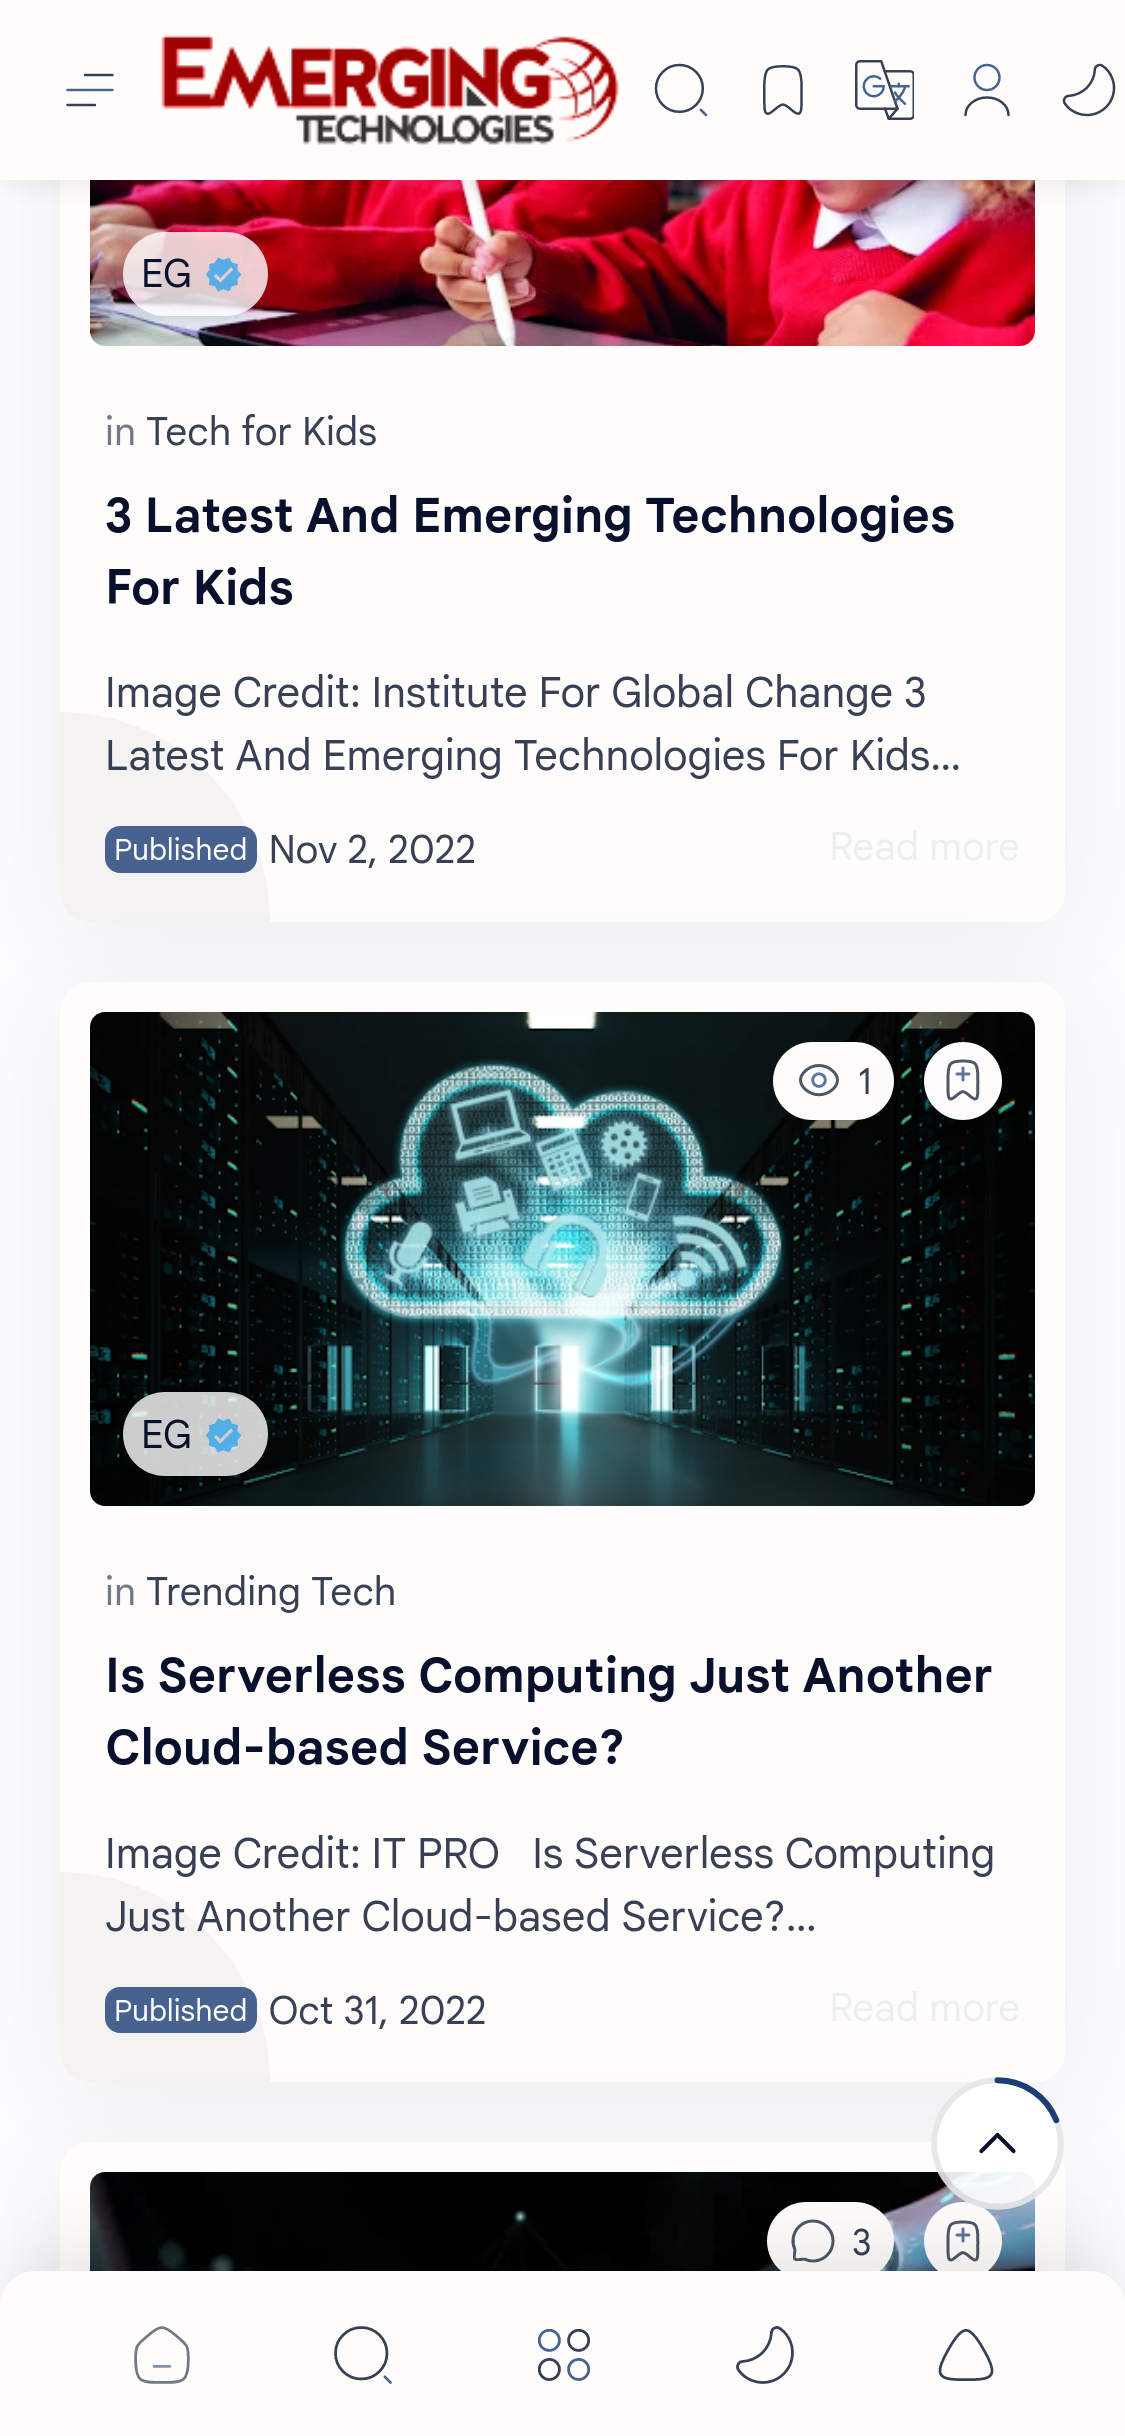 EMERGING
TECHNOLOGIES
EG
in Tech for Kids
3 Latest And Emerging Technologies
For Kids
Image Credit: Institute For Global Change 3
Latest And Emerging Technologies For Kids...
Published Nov 2, 2022 Read more
1
EG
in Trending Tech
Is Serverless Computing Just Another
Cloud-based Service?
Image Credit: IT PRO Is Serverless Computing
Just Another Cloud-based Service?...
Published Oct 31, 2022 Read more
3